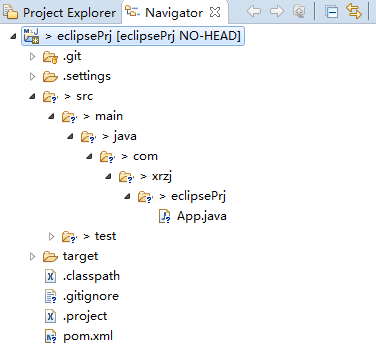 Project Explorer Navigator
> eclipsePrj [eclipsePrj NO-HEAD]
.git
.settings
> src
> main
> java
> com
> xrzj
> eclipsePrj
App.java
> test
target
.classpath
.gitignore
.project
pom.xml